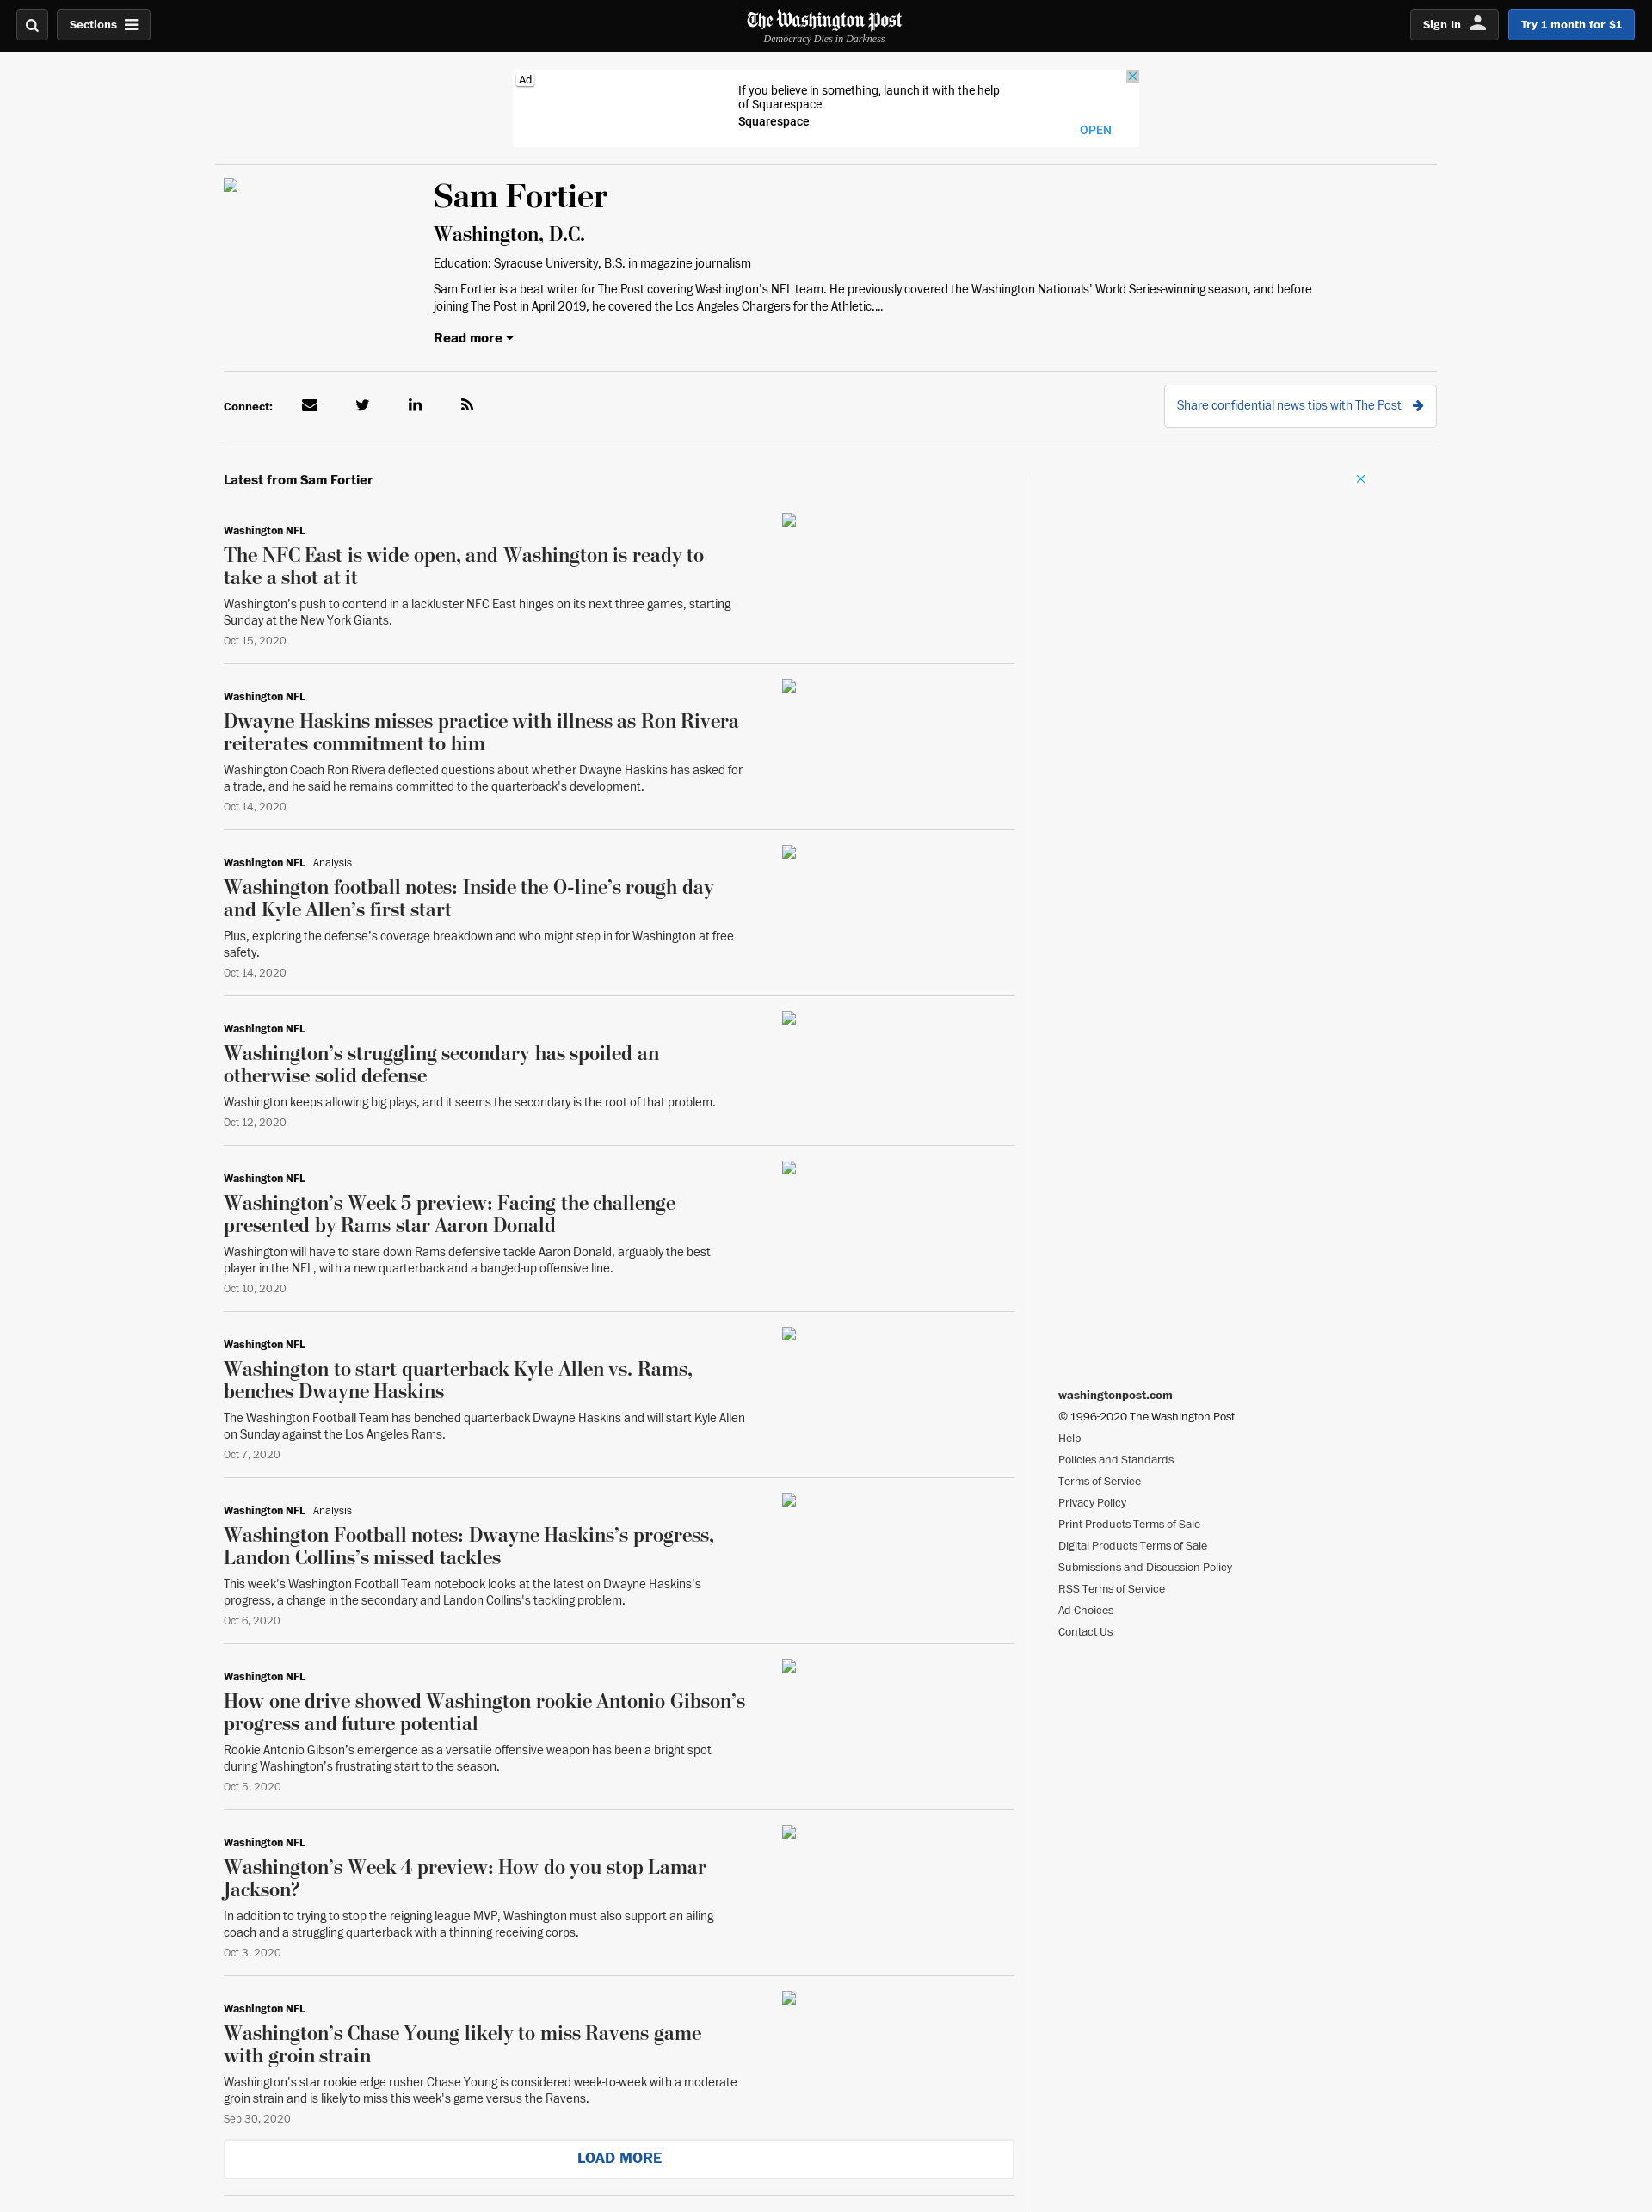 Sections
The Washington Post
Democracy Dies in Darkness
Sign In
Try 1 month for $1
Ad
If you believe in something, launch it with the help
of Squarespace.
Squarespace
OPEN
Sam Fortier
Washington, D.C.
Education: Syracuse University, B.S. in magazine journalism
Sam Fortier is a beat writer for The Post covering Washington's NFL team. He previously covered the Washington Nationals' World Series-winning season, and before
joining The Post in April 2019, he covered the Los Angeles Chargers for the Athletic....
Read more
Connect:
Share confidential news tips with The Post
Latest from Sam Fortier
Washington NFL
The NFC East is wide open, and Washington is ready to
take a shot at it
Washington's push to contend in a lackluster NFC East hinges on its next three games, starting
Sunday at the New York Giants.
Oct 15, 2020
Washington NFL
Dwayne Haskins misses practice with illness as Ron Rivera
reiterates commitment to him
Washington Coach Ron Rivera deflected questions about whether Dwayne Haskins has asked for
a trade, and he said he remains committed to the quarterback's development.
Oct 14, 2020
Washington NFL Analysis
Washington football notes: Inside the O-line’s rough day
and Kyle Allen’s first start
Plus, exploring the defense’s coverage breakdown and who might step in for Washington at free
safety.
Oct 14, 2020
Washington NFL
Washington’s struggling secondary has spoiled an
otherwise solid defense
Washington keeps allowing big plays, and it seems the secondary is the root of that problem.
Oct 12, 2020
Washington NFL
Washington’s Week 5 preview: Facing the challenge
presented by Rams star Aaron Donald
Washington will have to stare down Rams defensive tackle Aaron Donald, arguably the best
player in the NFL, with a new quarterback and a banged-up offensive line.
Oct 10, 2020
Washington NFL
Washington to start quarterback Kyle Allen vs. Rams,
benches Dwayne Haskins
The Washington Football Team has benched quarterback Dwayne Haskins and will start Kyle Allen
on Sunday against the Los Angeles Rams.
Oct 7, 2020
Washington NFL Analysis
Washington Football notes: Dwayne Haskins’s progress,
Landon Collins’s missed tackles
This week's Washington Football Team notebook looks at the latest on Dwayne Haskins's
progress, a change in the secondary and Landon Collins's tackling problem.
Oct 6, 2020
Washington NFL
How one drive showed Washington rookie Antonio Gibson’s
progress and future potential
Rookie Antonio Gibson’s emergence as a versatile offensive weapon has been a bright spot
during Washington’s frustrating start to the season.
Oct 5, 2020
Washington NFL
Washington’s Week 4 preview: How do you stop Lamar
Jackson?
In addition to trying to stop the reigning league MVP, Washington must also support an ailing
coach and a struggling quarterback with a thinning receiving corps.
Oct 3, 2020
Washington NFL
Washington’s Chase Young likely to miss Ravens game
with groin strain
Washington's star rookie edge rusher Chase Young is considered week-to-week with a moderate
groin strain and is likely to miss this week's game versus the Ravens.
Sep 30, 2020
LOAD MORE
washingtonpost.com
© 1996-2020 The Washington Post
Help
Policies and Standards
Terms of Service
Privacy Policy
Print Products Terms of Sale
Digital Products Terms of Sale
Submissions and Discussion Policy
RSS Terms of Service
Ad Choices
Contact Us